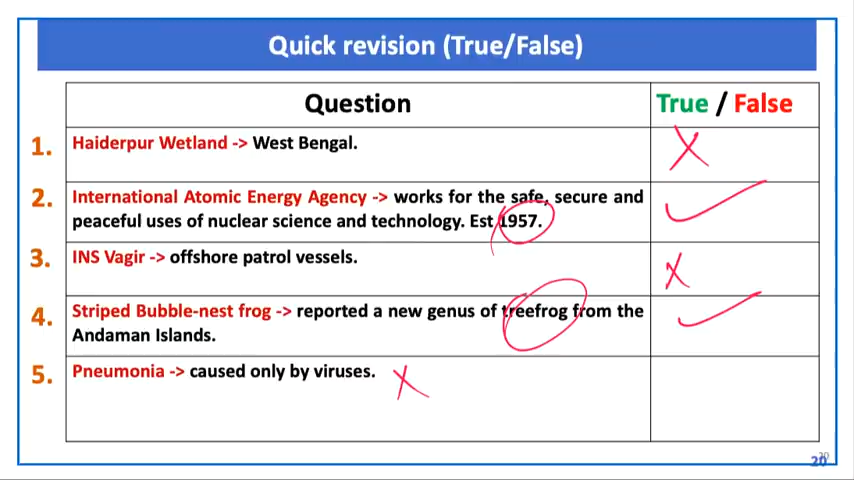 Quick revision (True/False)
Question
True / False
1. Haiderpur Wetland -> West Bengal.
2. International Atomic Energy Agency -> works for the safe, secure and
peaceful uses of nuclear science and technology. Est 1957.
3. INS Vagir -> offshore patrol vessels.
4. Striped Bubble-nest frog -> reported a new genus of treefrog from the
Andaman Islands.
5. Pneumonia -> caused only by viruses.
20
20